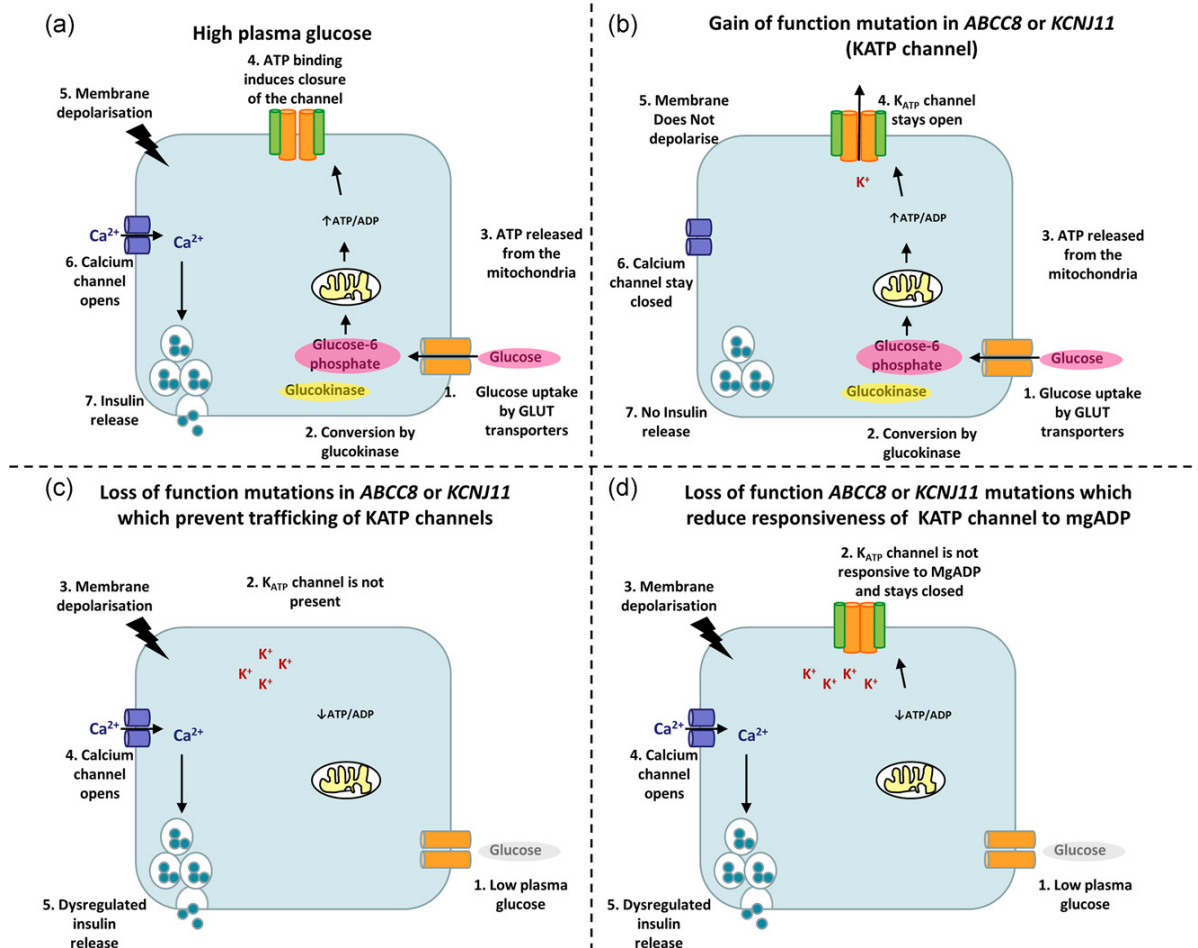 (a)
High plasma glucose
4. ATP binding
induces closure
of the channel
5. Membrane
depolarisation
↑ATP/ADP
Ca²⁺
Ca²⁺
6. Calcium
channel
opens
3. ATP released
from the
mitochondria
Glucose-6
phosphate
Glucose
Glucokinase
1.
Glucose uptake
by GLUT
transporters
7. Insulin
release
2. Conversion by
glucokinase
(b)
Gain of function mutation in ABCC8 or KCNJ11
(KATP channel)
5. Membrane
Does Not
depolarise
4. KATP channel
stays open
K⁺
↑ATP/ADP
6. Calcium
channel stay
closed
3. ATP released
from the
mitochondria
Glucose-6
phosphate
Glucose
Glucokinase
1. Glucose uptake
by GLUT
transporters
7. No Insulin
release
2. Conversion by
glucokinase
(c)
Loss of function mutations in ABCC8 or KCNJ11
which prevent trafficking of KATP channels
3. Membrane
depolarisation
2. KATP channel is not
present
K⁺
K⁺
K⁺
K⁺
↓ATP/ADP
Ca²⁺
Ca²⁺
4. Calcium
channel
opens
Glucose
1. Low plasma
glucose
5. Dysregulated
insulin
release
(d)
Loss of function ABCC8 or KCNJ11 mutations which
reduce responsiveness of KATP channel to mgADP
2. KATP channel is not
responsive to MgADP
and stays closed
3. Membrane
depolarisation
K⁺
K⁺
K⁺
K⁺
↓ATP/ADP
Ca²⁺
Ca²⁺
4. Calcium
channel
opens
Glucose
1. Low plasma
glucose
5. Dysregulated
insulin
release